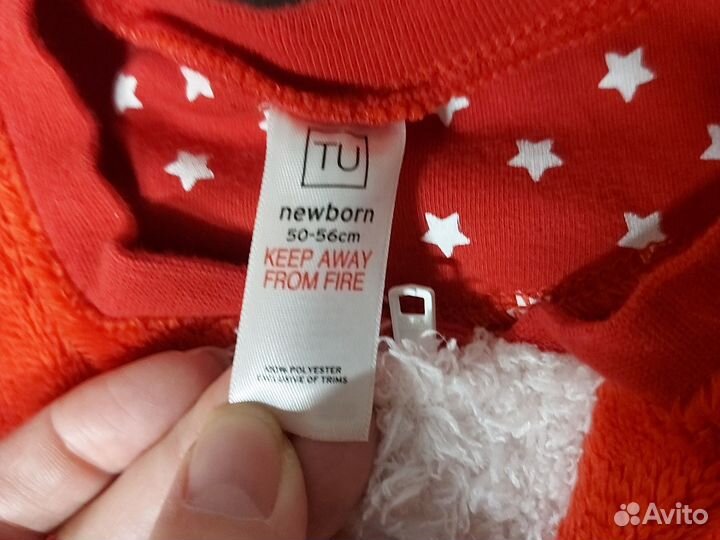 TU
newborn
50-56cm
KEEP AWAY
FROM FIRE
100% POLYESTER
EXCLUSIVE OF TRIMS
Avito